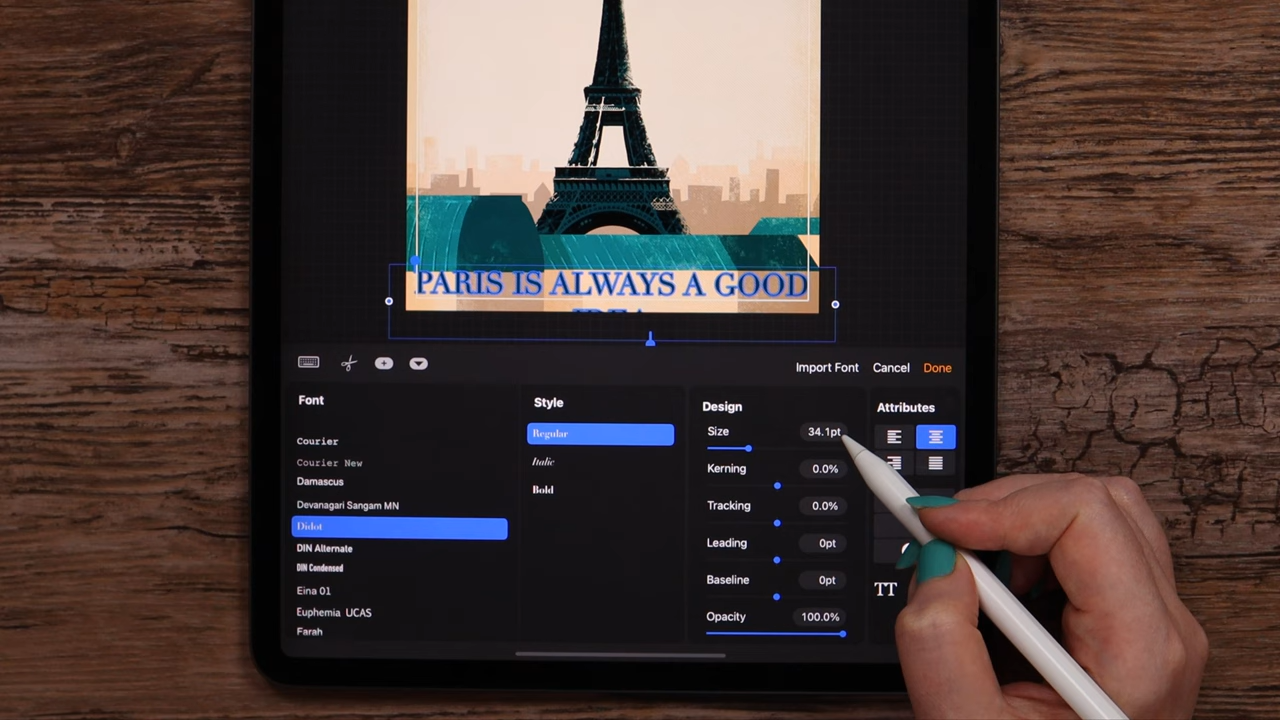 PARIS IS ALWAYS A GOOD
IDEA
Import Font
Cancel
Done
Font
Courier
Courier New
Damascus
Devanagari Sangam MN
Didot
DIN Alternate
DIN Condensed
Eina 01
Euphemia UCAS
Farah
Style
Regular
Italic
Bold
Design
Size 34.1pt
Kerning 0.0%
Tracking 0.0%
Leading 0pt
Baseline 0pt
Opacity 100.0%
Attributes
TT